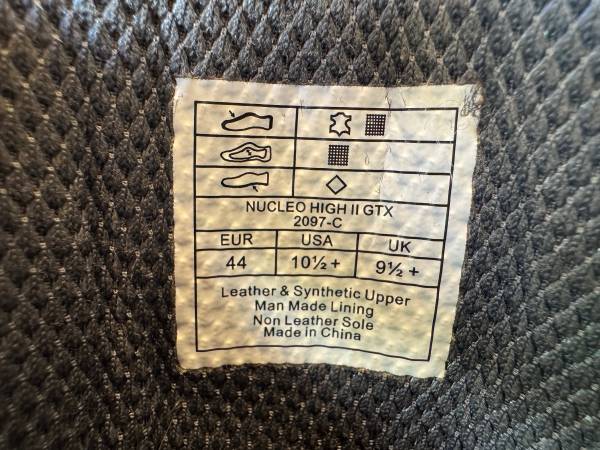 NUCLEO HIGH II GTX
2097-C
EUR USA UK
44 10½+ 9½+
Leather & Synthetic Upper
Man Made Lining
Non Leather Sole
Made in China